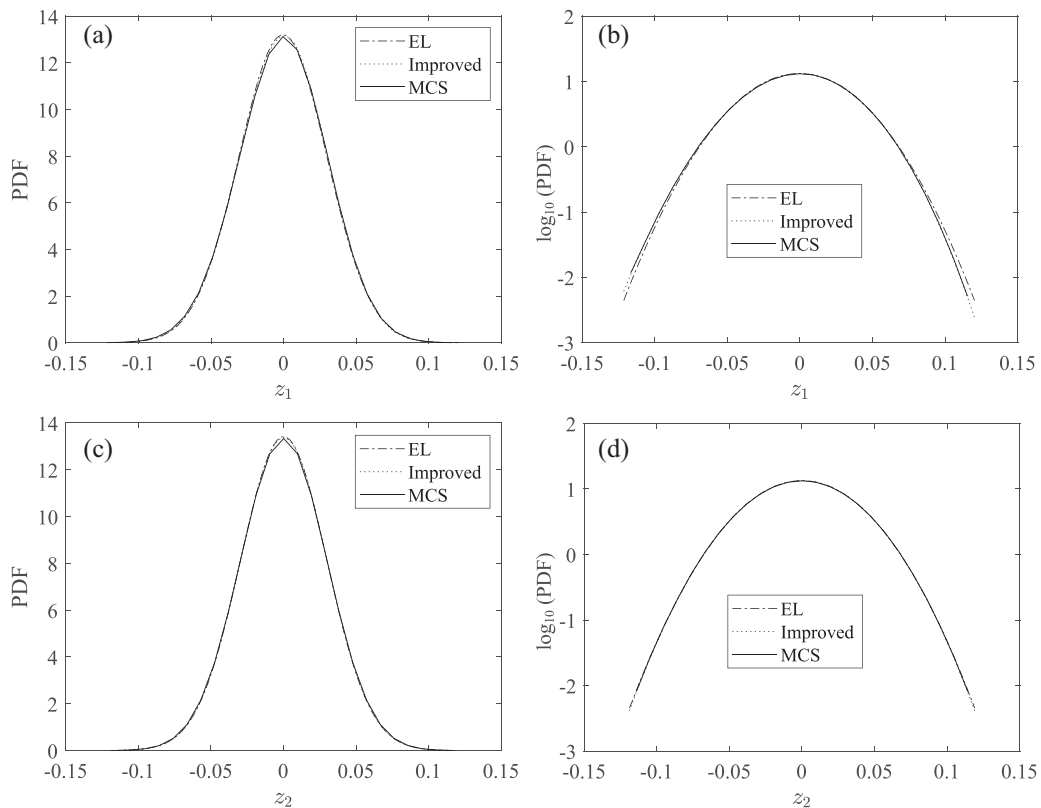 (a)
14
12
10
8
6
4
2
0
PDF
EL
Improved
MCS
-0.15 -0.1 -0.05 0 0.05 0.1 0.15
z₁
(b)
2
1
0
-1
-2
-3
log₁₀ (PDF)
EL
Improved
MCS
-0.15 -0.1 -0.05 0 0.05 0.1 0.15
z₁
(c)
14
12
10
8
6
4
2
0
PDF
EL
Improved
MCS
-0.15 -0.1 -0.05 0 0.05 0.1 0.15
z₂
(d)
2
1
0
-1
-2
-3
log₁₀ (PDF)
EL
Improved
MCS
-0.15 -0.1 -0.05 0 0.05 0.1 0.15
z₂